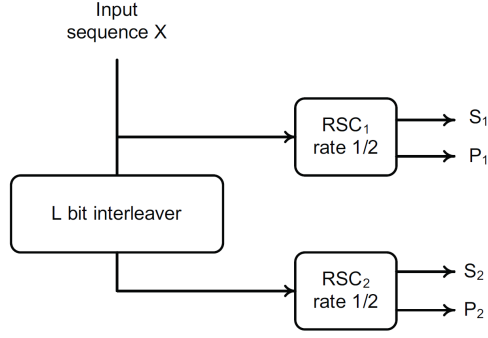 Input
sequence X
RSC₁
rate 1/2
S₁
P₁
L bit interleaver
RSC₂
rate 1/2
S₂
P₂